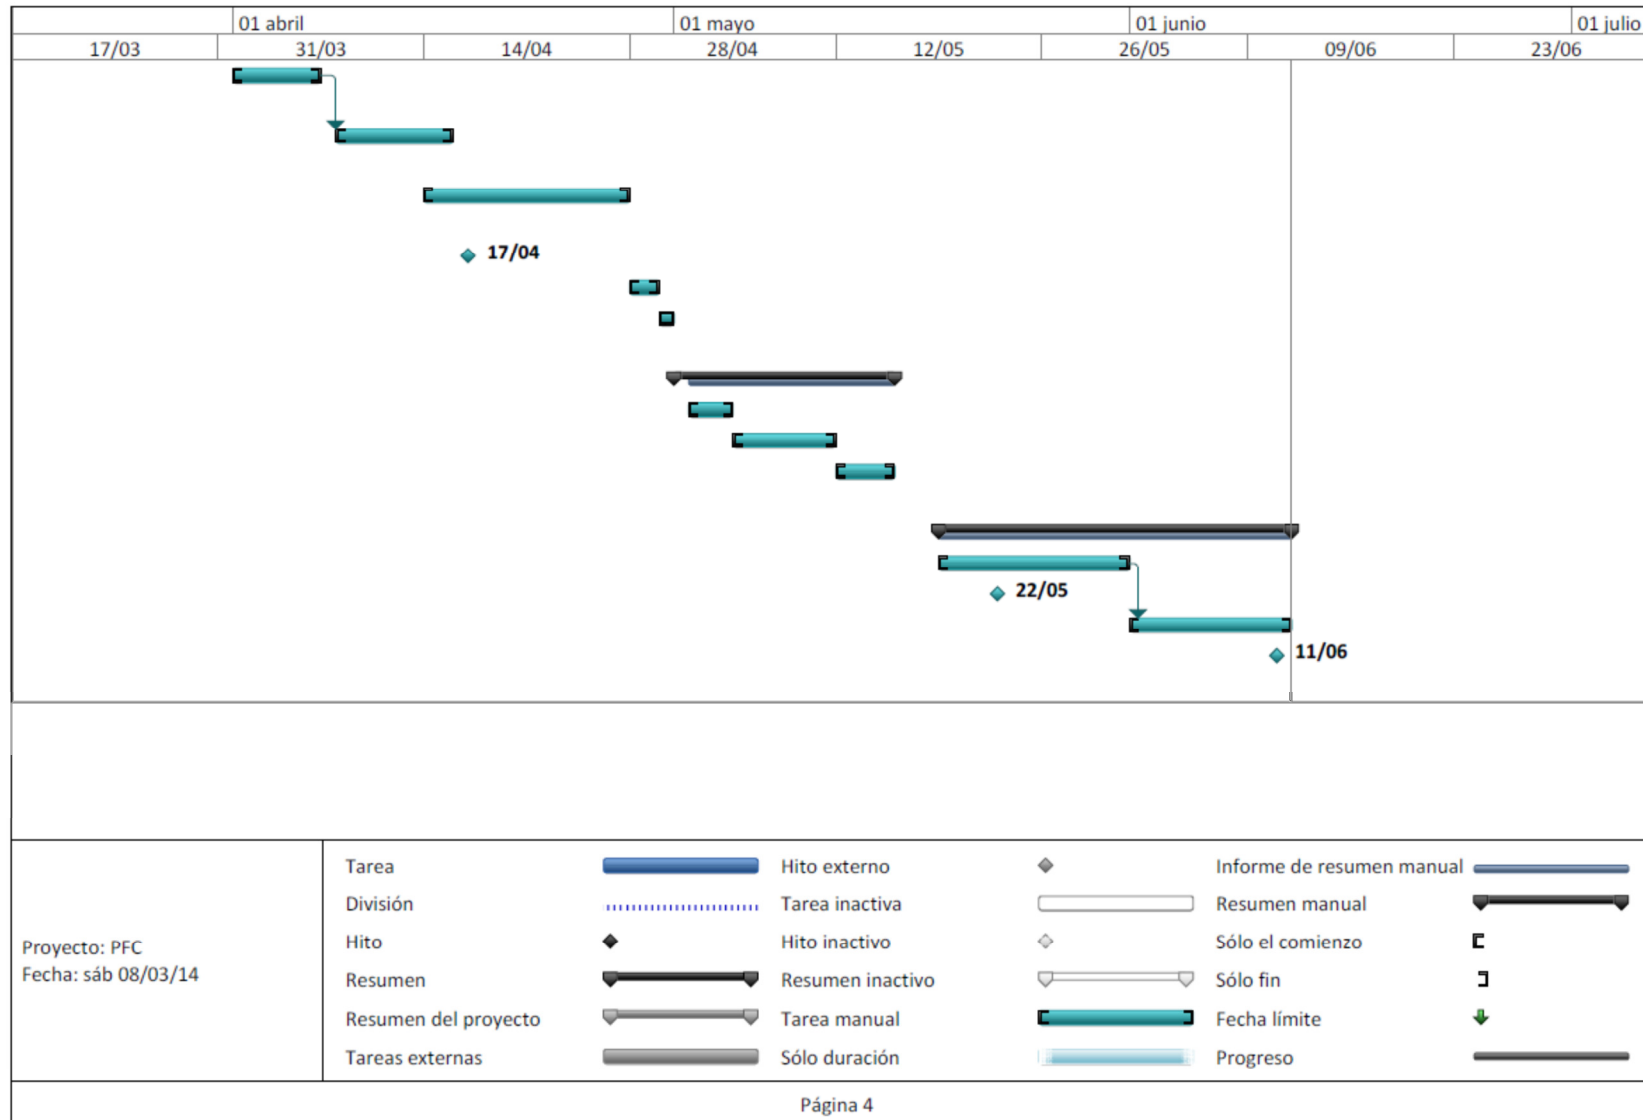 01 abril 01 mayo 01 junio 01 julio
17/03 31/03 14/04 28/04 12/05 26/05 09/06 23/06
17/04
22/05
11/06
Proyecto: PFC
Fecha: sáb 08/03/14
Tarea
División
Hito
Resumen
Resumen del proyecto
Tareas externas
Hito externo
Tarea inactiva
Hito inactivo
Resumen inactivo
Tarea manual
Sólo duración
Informe de resumen manual
Resumen manual
Sólo el comienzo
Sólo fin
Fecha límite
Progreso
Página 4